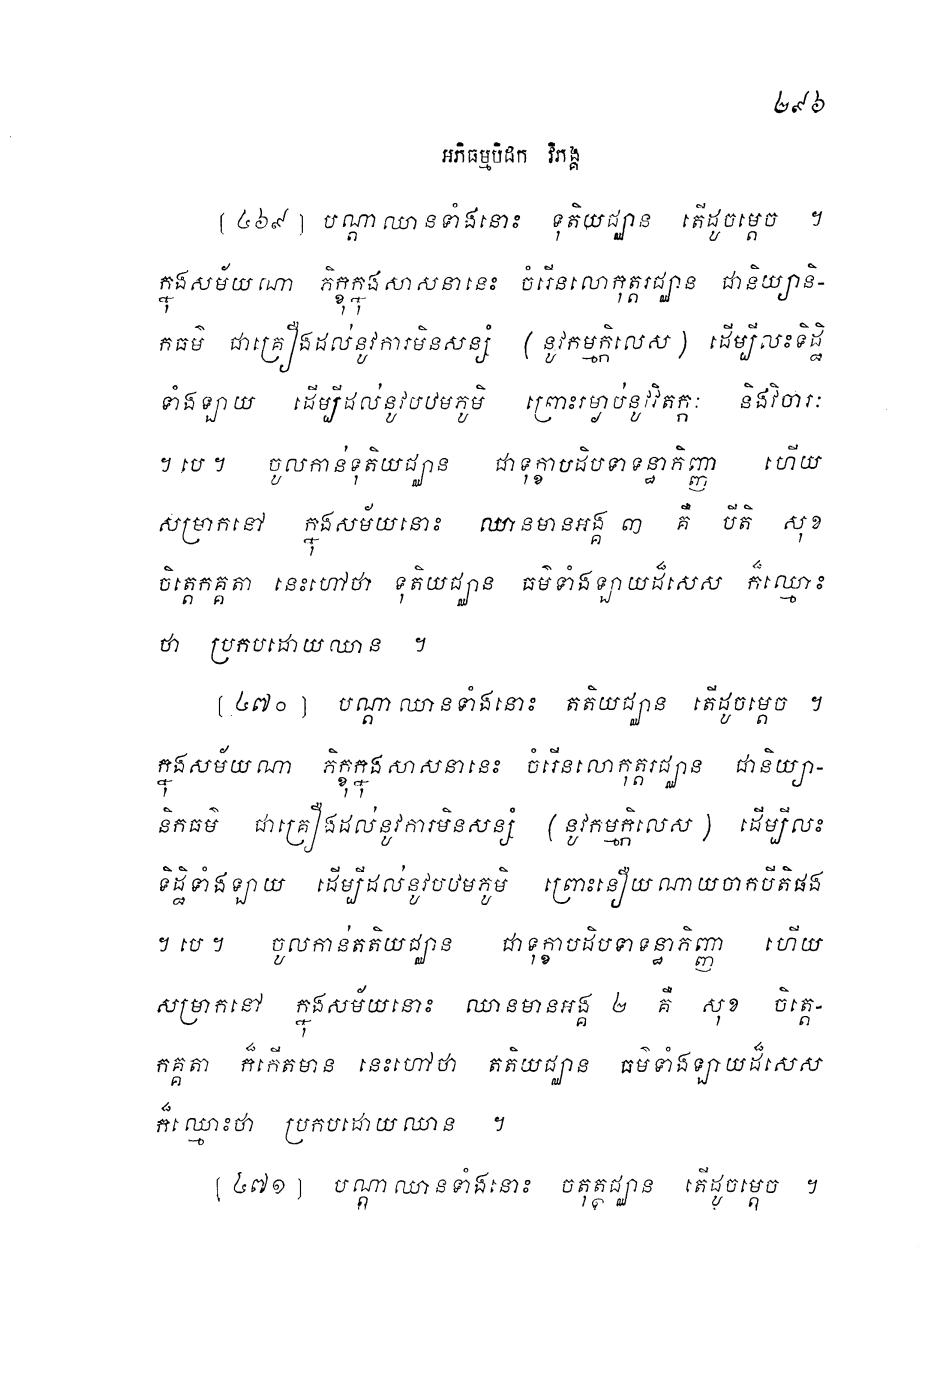 ២៩៦
អភិធម្មបិដក វិភង្គ
(៤៦៩) បណ្តាឈានទាំងនោះ ទុតិយជ្ឈាន តើដូចម្តេច ។
ក្នុងសម័យណា ភិក្ខុក្នុងសាសនានេះ ចំរើនលោកុត្តរជ្ឈាន ជានិយ្យានិ-
កធម៌ ជាគ្រឿងដល់នូវការមិនសន្សំ (នូវកម្មក្កិលេស) ដើម្បីលះទិដ្ឋិ
ទាំងឡាយ ដើម្បីដល់នូវបឋមភូមិ ព្រោះរម្ងាប់នូវវិតក្កៈ និងវិចារៈ
។ បេ ។ ចូលកាន់ទុតិយជ្ឈាន ជាទុក្ខាបដិបទាទន្ធាភិញ្ញា ហើយ
សម្រាកនៅ ក្នុងសម័យនោះ ឈានមានអង្គ ៣ គឺ បីតិ សុខ
ចិត្តេកគ្គតា នេះហៅថា ទុតិយជ្ឈាន ធម៌ទាំងឡាយដ៏សេស ក៏ឈ្មោះ
ថា ប្រកបដោយឈាន ។
(៤៧០) បណ្តាឈានទាំងនោះ តតិយជ្ឈាន តើដូចម្តេច ។
ក្នុងសម័យណា ភិក្ខុក្នុងសាសនានេះ ចំរើនលោកុត្តរជ្ឈាន ជានិយ្យា-
និកធម៌ ជាគ្រឿងដល់នូវការមិនសន្សំ (នូវកម្មក្កិលេស) ដើម្បីលះ
ទិដ្ឋិទាំងឡាយ ដើម្បីដល់នូវបឋមភូមិ ព្រោះនឿយណាយចាកបីតិផង
។ បេ ។ ចូលកាន់តតិយជ្ឈាន ជាទុក្ខាបដិបទាទន្ធាភិញ្ញា ហើយ
សម្រាកនៅ ក្នុងសម័យនោះ ឈានមានអង្គ ២ គឺ សុខ ចិត្តេ-
កគ្គតា ក៏កើតមាន នេះហៅថា តតិយជ្ឈាន ធម៌ទាំងឡាយដ៏សេស
ក៏ឈ្មោះថា ប្រកបដោយឈាន ។
(៤៧១) បណ្តាឈានទាំងនោះ ចតុត្ថជ្ឈាន តើដូចម្តេច ។